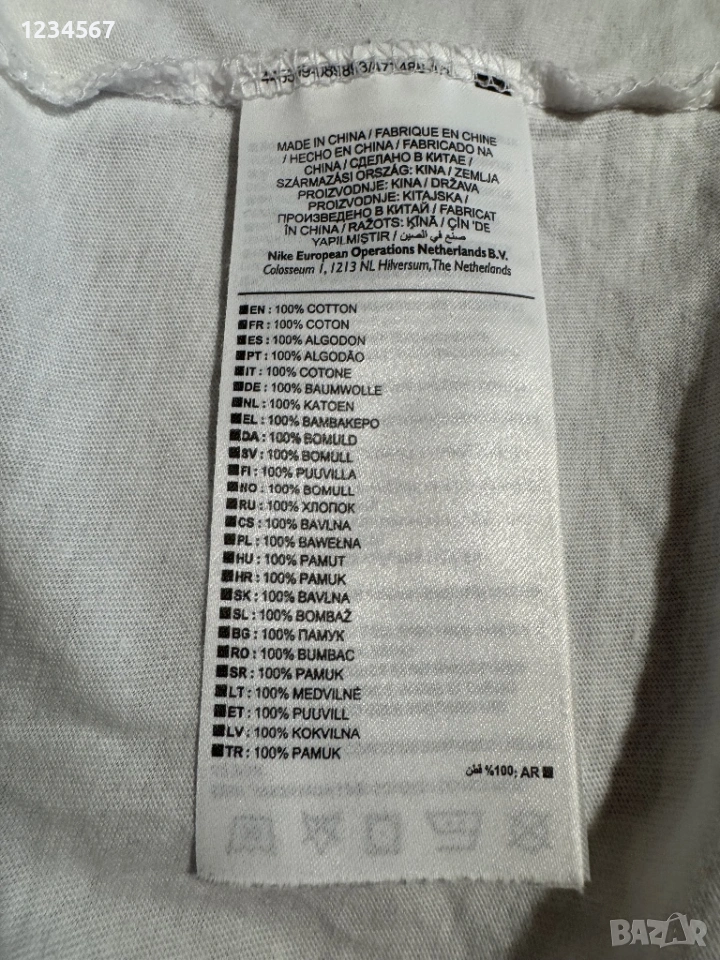 1234567
MADE IN CHINA / FABRIQUE EN CHINE
/ HECHO EN CHINA / FABRICADO NA
CHINA / СДЕЛАНО В КИТАЕ /
SZÁRMAZÁSI ORSZÁG: KINA / ZEMLJA
PROIZVODNJE: KINA / DRŽAVA
PROIZVODNJE: KITAJSKA /
ПРОИЗВЕДЕНО В КИТАЙ / FABRICAT
ÎN CHINA / RAŽOTS: ĶĪNĀ / ÇİN 'DE
YAPILMIŞTIR / صنع في الصين /
Nike European Operations Netherlands B.V.
Colosseum 1, 1213 NL Hilversum, The Netherlands
EN : 100% COTTON
FR : 100% COTON
ES : 100% ALGODON
PT : 100% ALGODÃO
IT : 100% COTONE
DE : 100% BAUMWOLLE
NL : 100% KATOEN
EL : 100% ΒΑΜΒΑΚΕΡΟ
DA : 100% BOMULD
SV : 100% BOMULL
FI : 100% PUUVILLA
NO : 100% BOMULL
RU : 100% ХЛОПОК
CS : 100% BAVLNA
PL : 100% BAWEŁNA
HU : 100% PAMUT
HR : 100% PAMUK
SK : 100% BAVLNA
SL : 100% BOMBAŽ
BG : 100% ПАМУК
RO : 100% BUMBAC
SR : 100% PAMUK
LT : 100% MEDVILNĖ
ET : 100% PUUVILL
LV : 100% KOKVILNA
TR : 100% PAMUK
AR :100% قطن
BAZAR